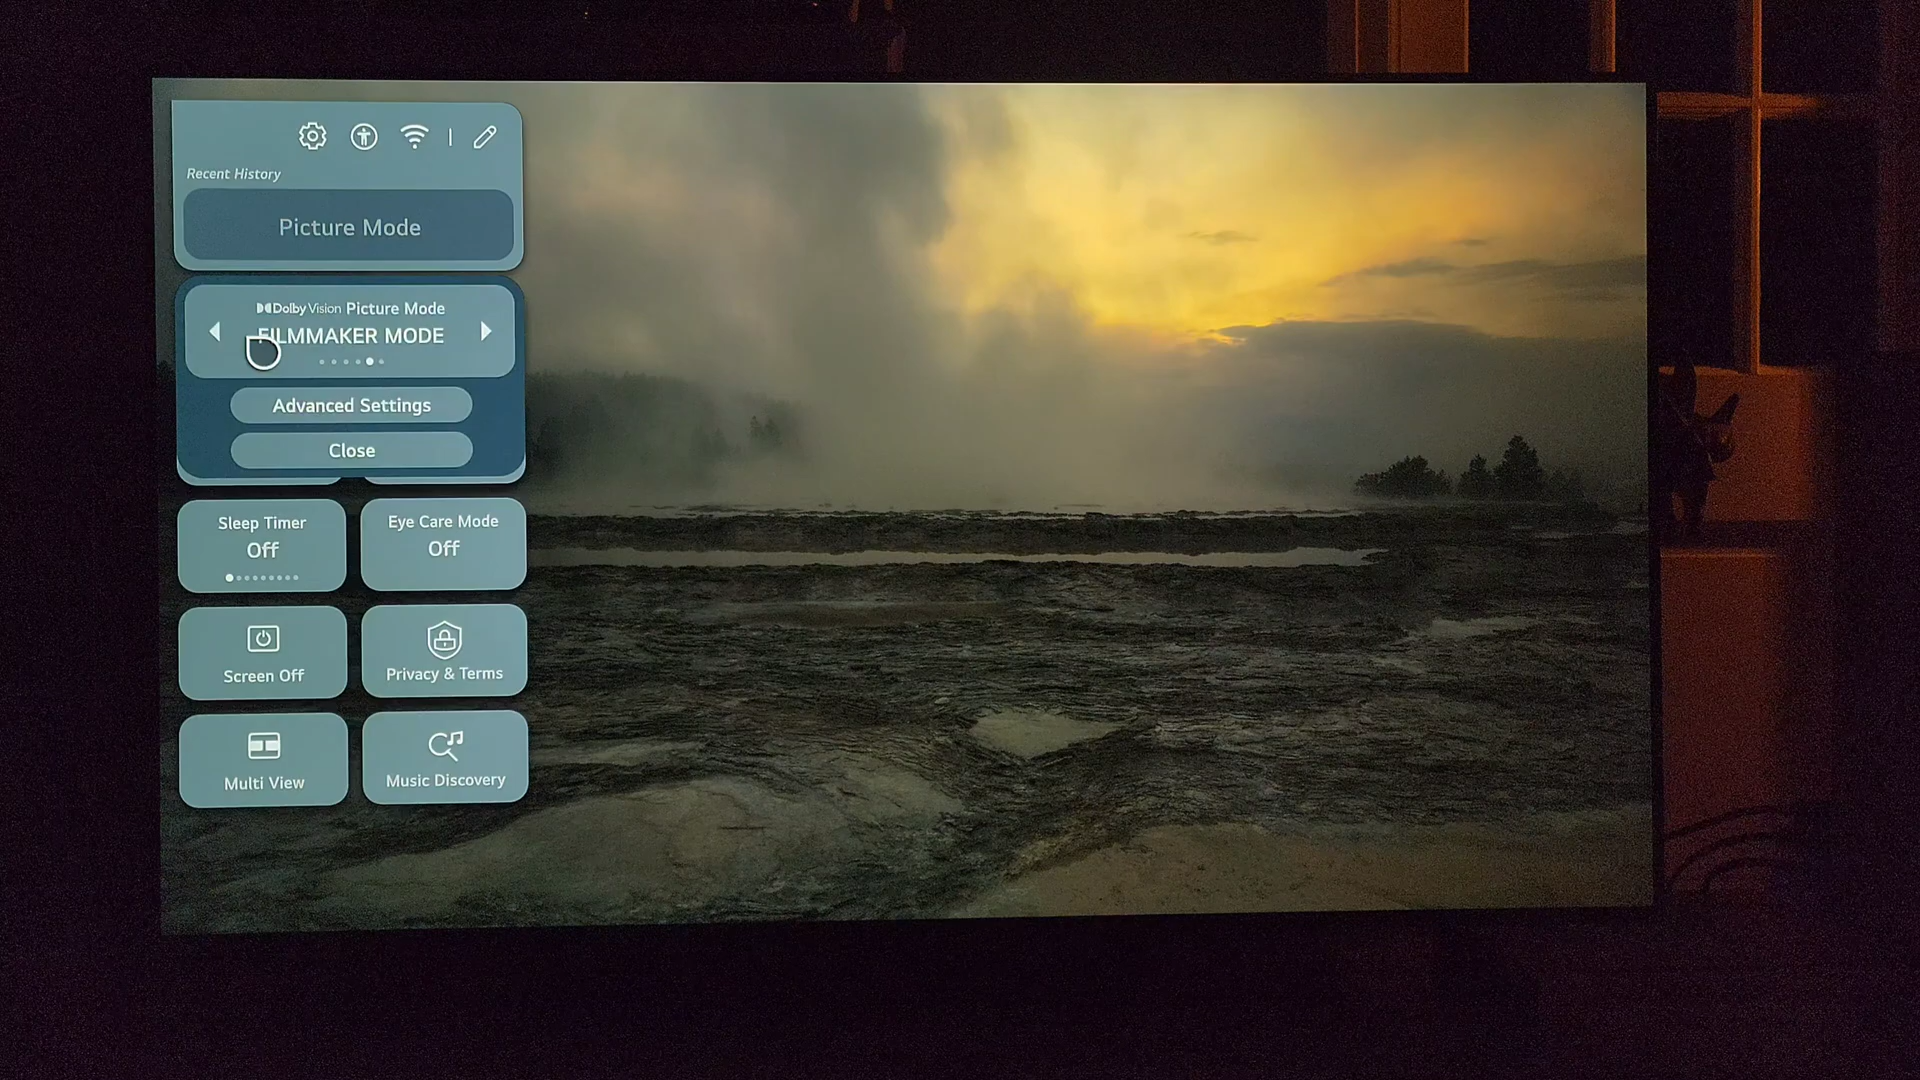 Recent History
Picture Mode
Dolby Vision Picture Mode
FILMMAKER MODE
Advanced Settings
Close
Sleep Timer
Off
Eye Care Mode
Off
Screen Off
Privacy & Terms
Multi View
Music Discovery